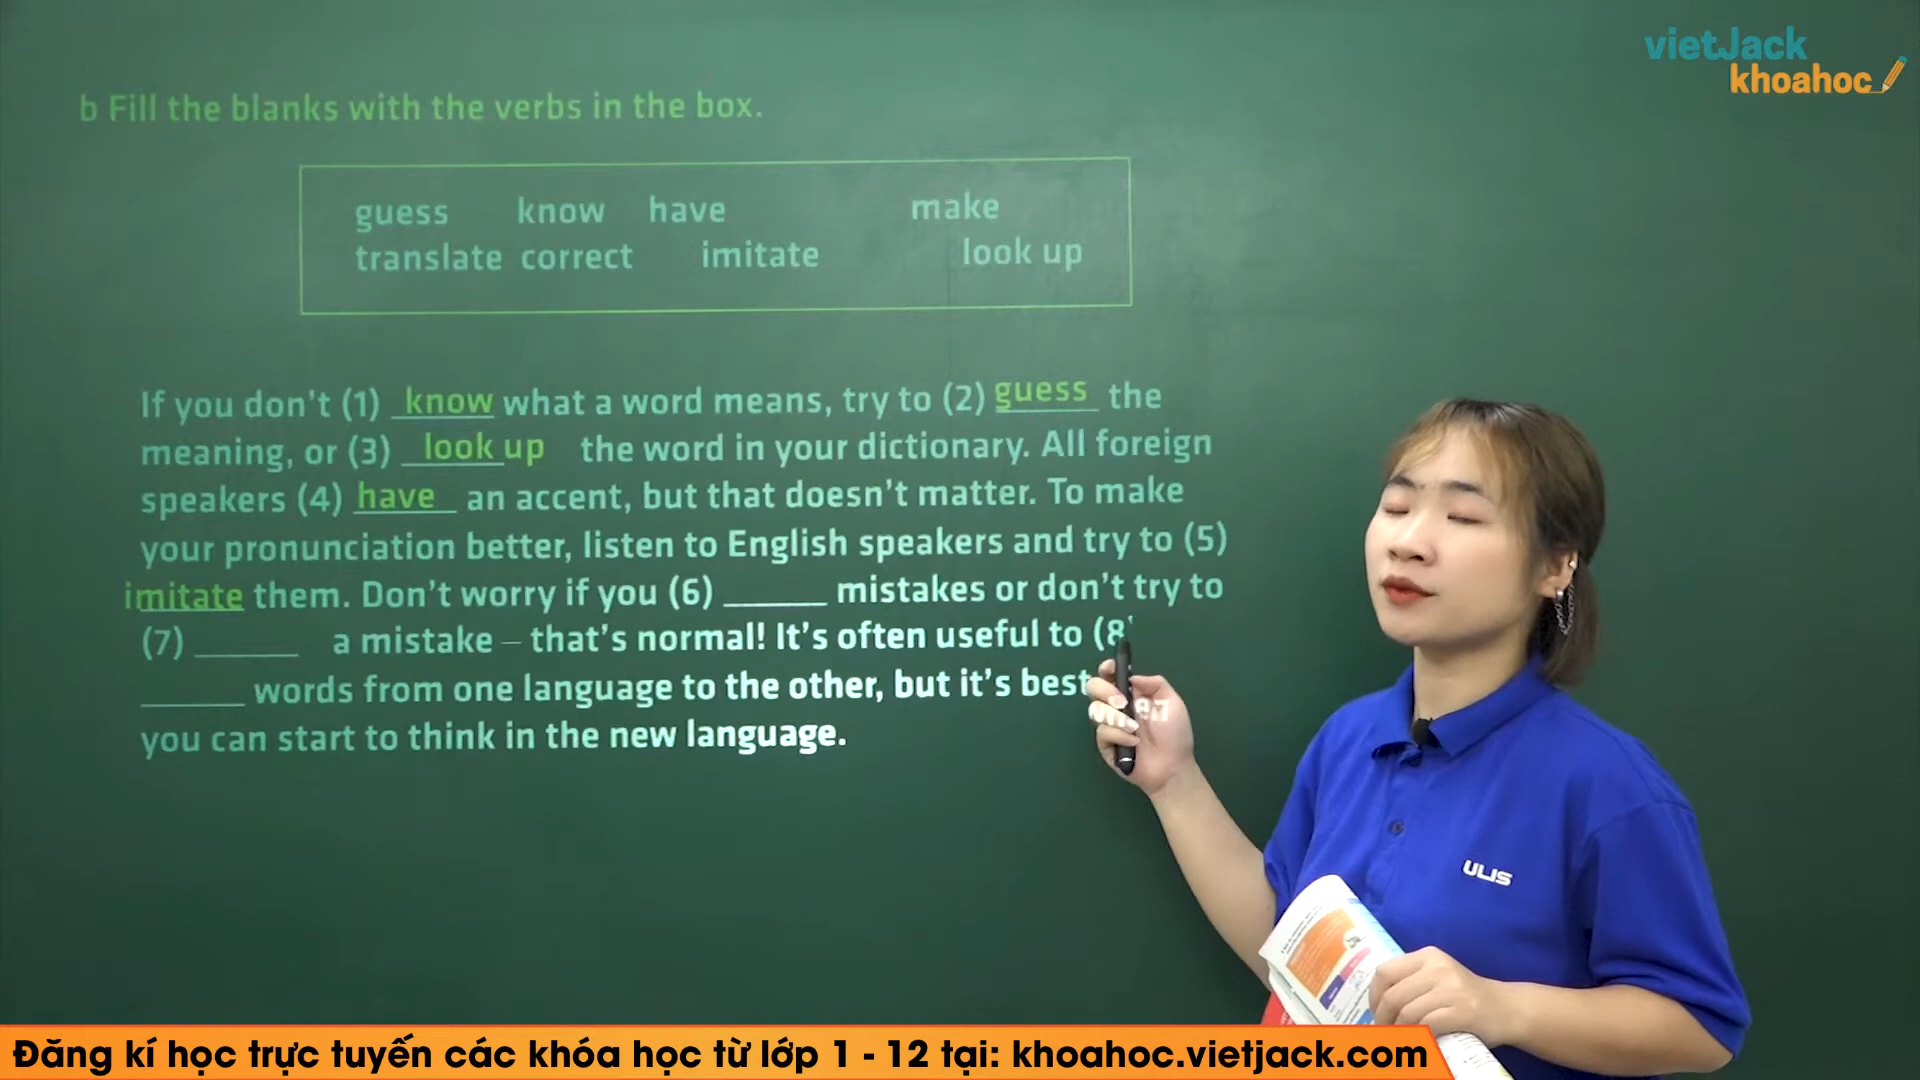 vietJack
khoahoc
b Fill the blanks with the verbs in the box.
guess know have make
translate correct imitate look up
If you don't (1) know what a word means, try to (2) guess the
meaning, or (3) look up the word in your dictionary. All foreign
speakers (4) have an accent, but that doesn't matter. To make
your pronunciation better, listen to English speakers and try to (5)
imitate them. Don't worry if you (6) ______ mistakes or don't try to
(7) ______ a mistake – that's normal! It's often useful to (8)
______ words from one language to the other, but it's best when
you can start to think in the new language.
ULIS
Đăng kí học trực tuyến các khóa học từ lớp 1 - 12 tại: khoahoc.vietjack.com